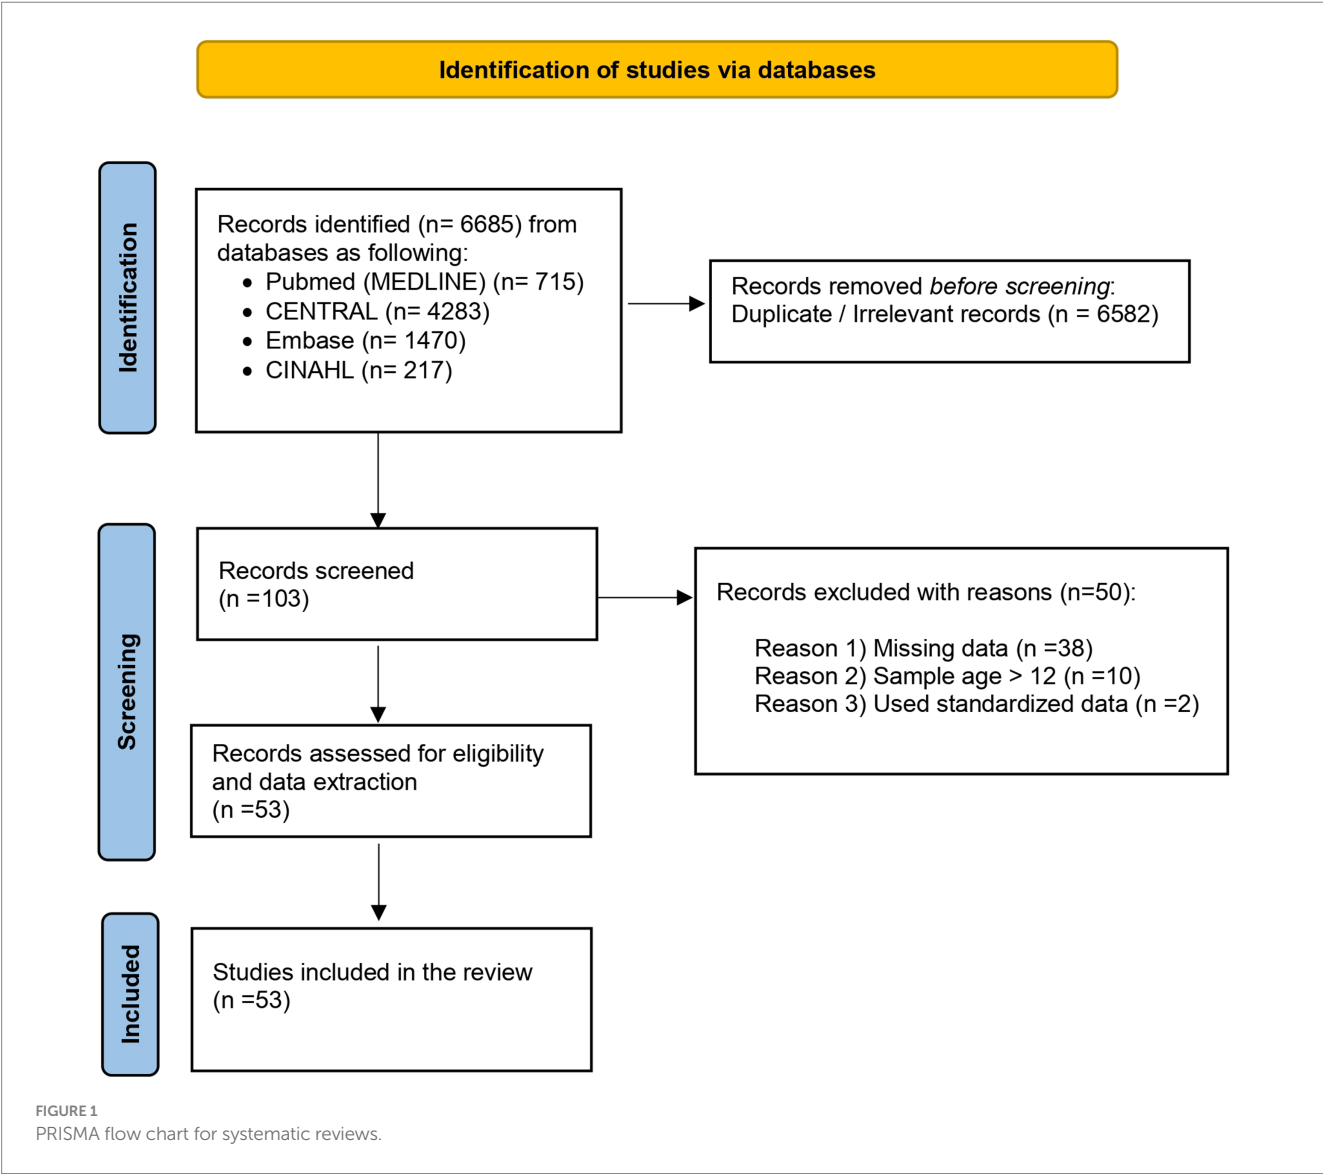 Identification of studies via databases
Identification
Records identified (n= 6685) from
databases as following:
• Pubmed (MEDLINE) (n= 715)
• CENTRAL (n= 4283)
• Embase (n= 1470)
• CINAHL (n= 217)
Records removed before screening:
Duplicate / Irrelevant records (n = 6582)
Screening
Records screened
(n =103)
Records excluded with reasons (n=50):
Reason 1) Missing data (n =38)
Reason 2) Sample age > 12 (n =10)
Reason 3) Used standardized data (n =2)
Records assessed for eligibility
and data extraction
(n =53)
Included
Studies included in the review
(n =53)
FIGURE 1
PRISMA flow chart for systematic reviews.